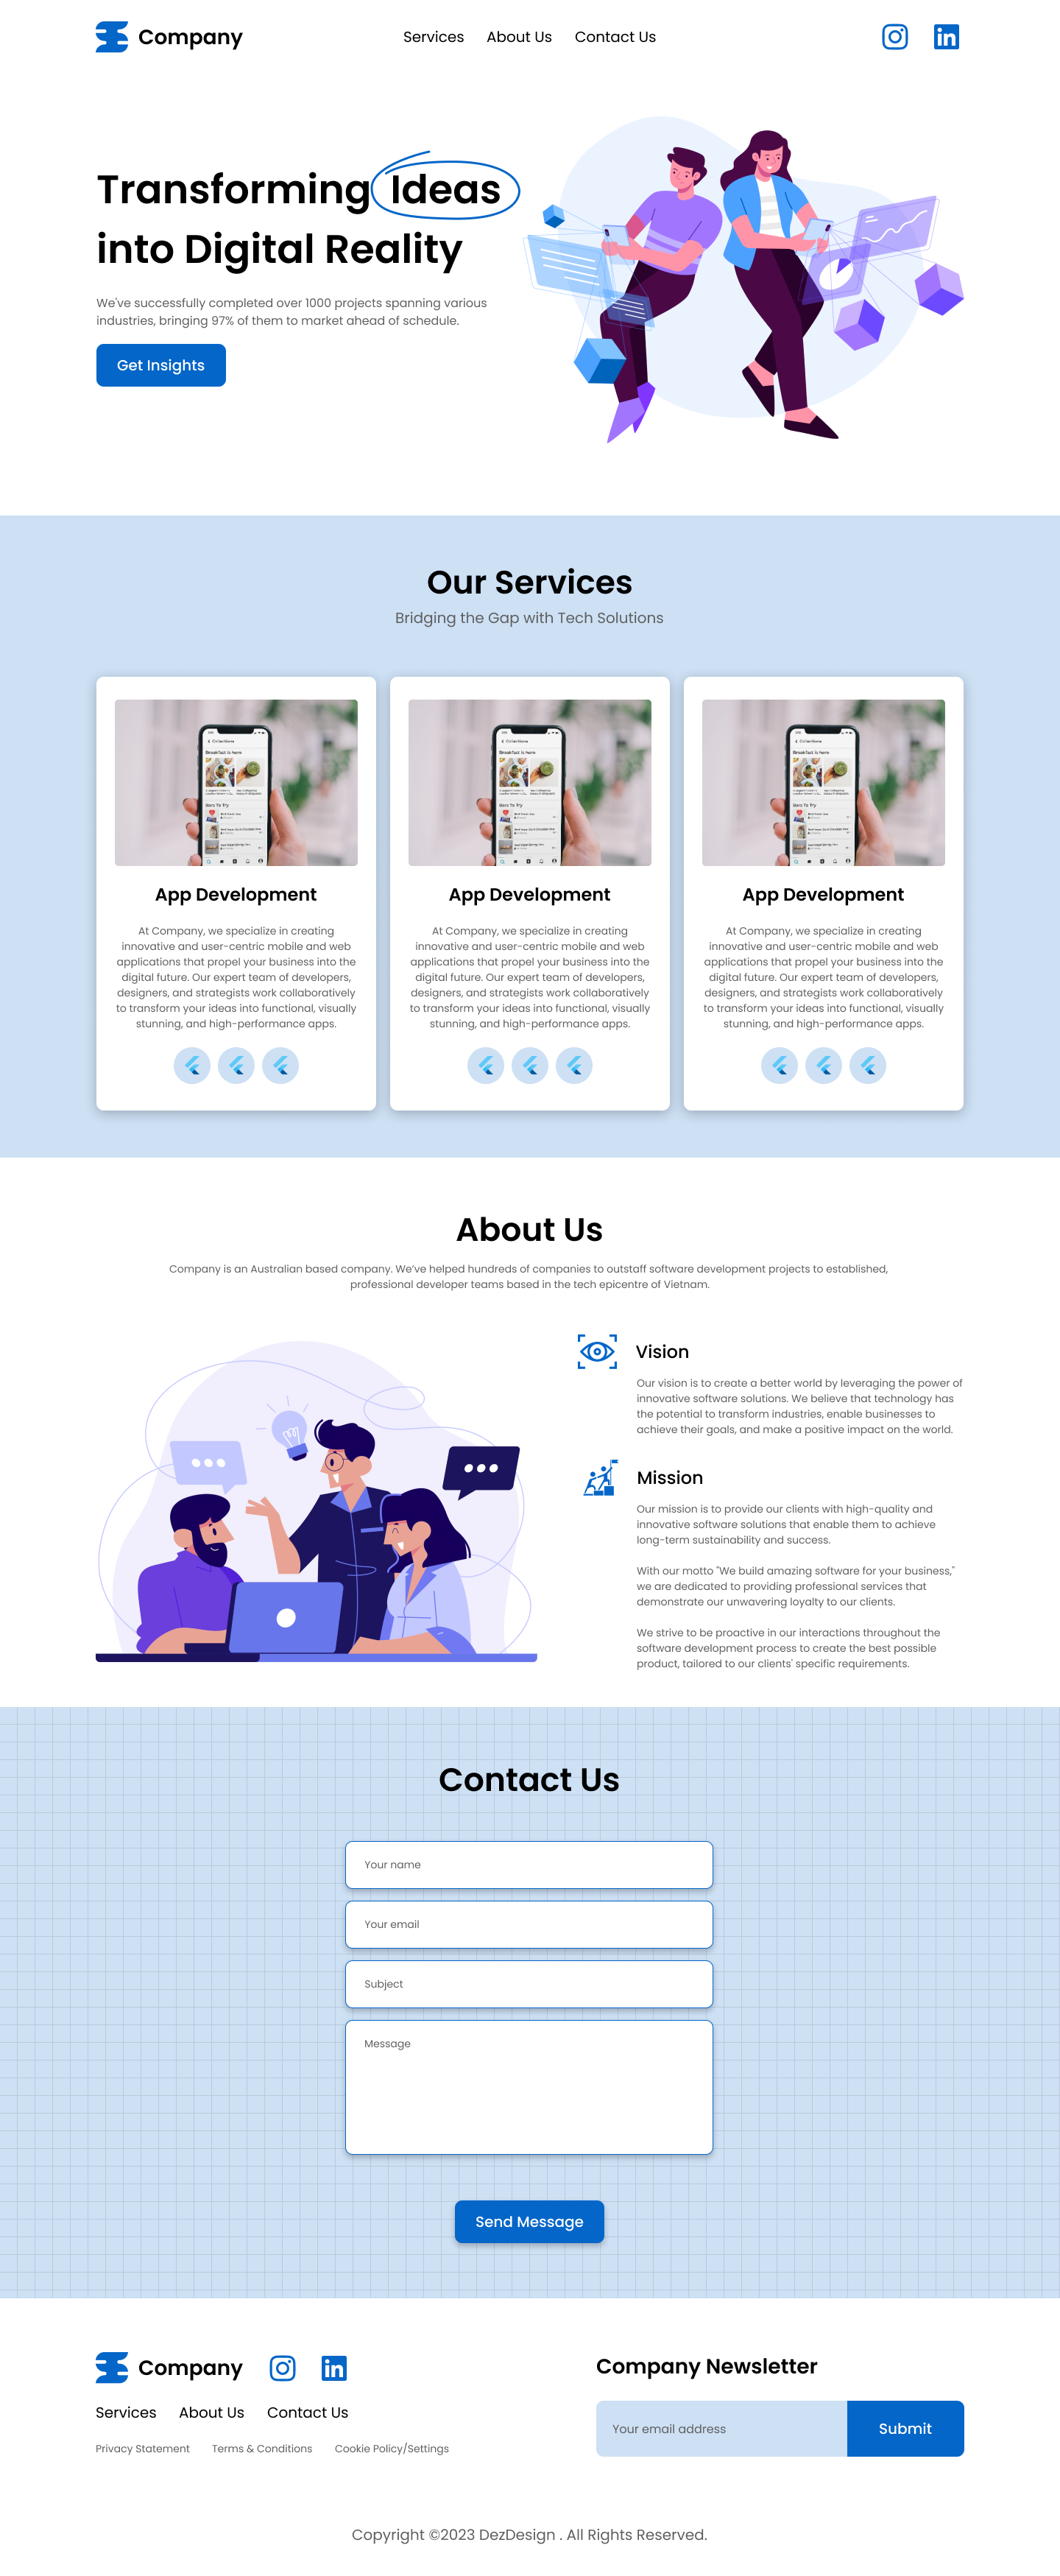 Company
Services
About Us
Contact Us
Transforming Ideas
into Digital Reality
We've successfully completed over 1000 projects spanning various
industries, bringing 97% of them to market ahead of schedule.
Get Insights
Our Services
Bridging the Gap with Tech Solutions
Breakfast is here
Bars To Try
App Development
At Company, we specialize in creating
innovative and user-centric mobile and web
applications that propel your business into the
digital future. Our expert team of developers,
designers, and strategists work collaboratively
to transform your ideas into functional, visually
stunning, and high-performance apps.
Breakfast is here
Bars To Try
App Development
At Company, we specialize in creating
innovative and user-centric mobile and web
applications that propel your business into the
digital future. Our expert team of developers,
designers, and strategists work collaboratively
to transform your ideas into functional, visually
stunning, and high-performance apps.
Breakfast is here
Bars To Try
App Development
At Company, we specialize in creating
innovative and user-centric mobile and web
applications that propel your business into the
digital future. Our expert team of developers,
designers, and strategists work collaboratively
to transform your ideas into functional, visually
stunning, and high-performance apps.
About Us
Company is an Australian based company. We've helped hundreds of companies to outstaff software development projects to established,
professional developer teams based in the tech epicentre of Vietnam.
Vision
Our vision is to create a better world by leveraging the power of
innovative software solutions. We believe that technology has
the potential to transform industries, enable businesses to
achieve their goals, and make a positive impact on the world.
Mission
Our mission is to provide our clients with high-quality and
innovative software solutions that enable them to achieve
long-term sustainability and success.
With our motto "We build amazing software for your business,"
we are dedicated to providing professional services that
demonstrate our unwavering loyalty to our clients.
We strive to be proactive in our interactions throughout the
software development process to create the best possible
product, tailored to our clients' specific requirements.
Contact Us
Your name
Your email
Subject
Message
Send Message
Company
Services
About Us
Contact Us
Privacy Statement
Terms & Conditions
Cookie Policy/Settings
Company Newsletter
Your email address
Submit
Copyright ©2023 DezDesign . All Rights Reserved.